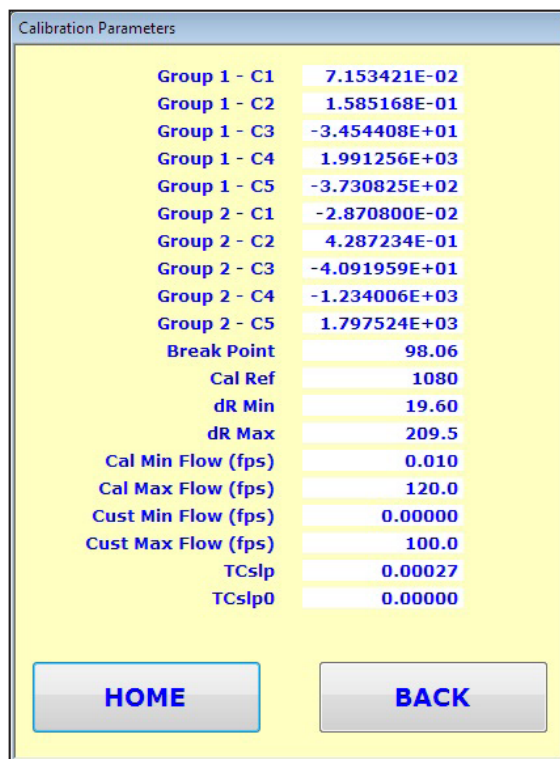 Calibration Parameters
Group 1 - C1 7.153421E-02
Group 1 - C2 1.585168E-01
Group 1 - C3 -3.454408E+01
Group 1 - C4 1.991256E+03
Group 1 - C5 -3.730825E+02
Group 2 - C1 -2.870800E-02
Group 2 - C2 4.287234E-01
Group 2 - C3 -4.091959E+01
Group 2 - C4 -1.234006E+03
Group 2 - C5 1.797524E+03
Break Point 98.06
Cal Ref 1080
dR Min 19.60
dR Max 209.5
Cal Min Flow (fps) 0.010
Cal Max Flow (fps) 120.0
Cust Min Flow (fps) 0.00000
Cust Max Flow (fps) 100.0
TCslp 0.00027
TCslp0 0.00000
HOME BACK